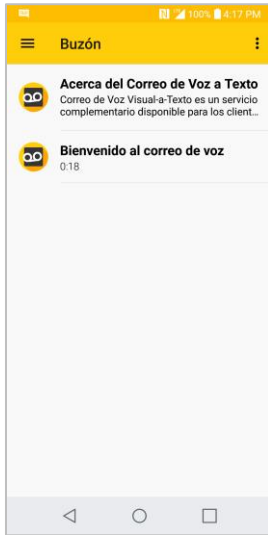 100% 4:17 PM
Buzón
Acerca del Correo de Voz a Texto
Correo de Voz Visual-a-Texto es un servicio
complementario disponible para los client...
Bienvenido al correo de voz
0:18